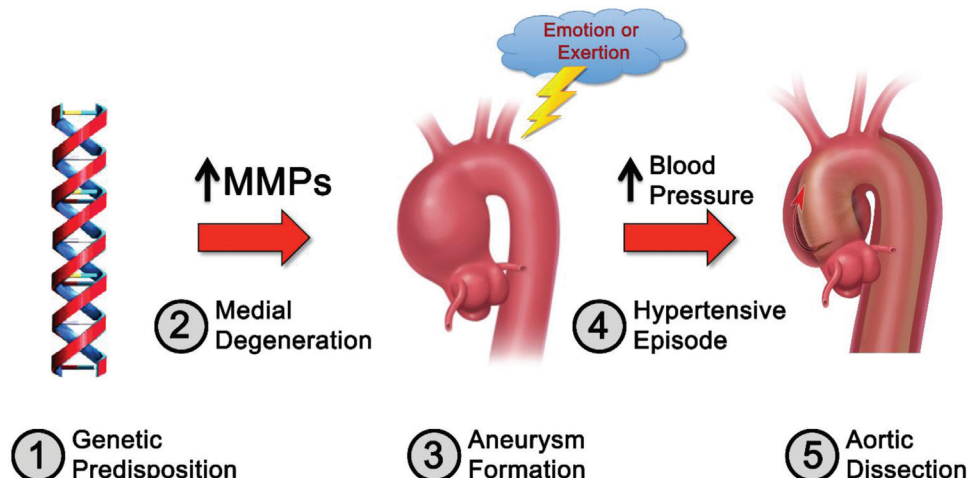 Emotion or
Exertion
↑MMPs
↑ Blood
Pressure
2 Medial
Degeneration
4 Hypertensive
Episode
1 Genetic
Predisposition
3 Aneurysm
Formation
5 Aortic
Dissection